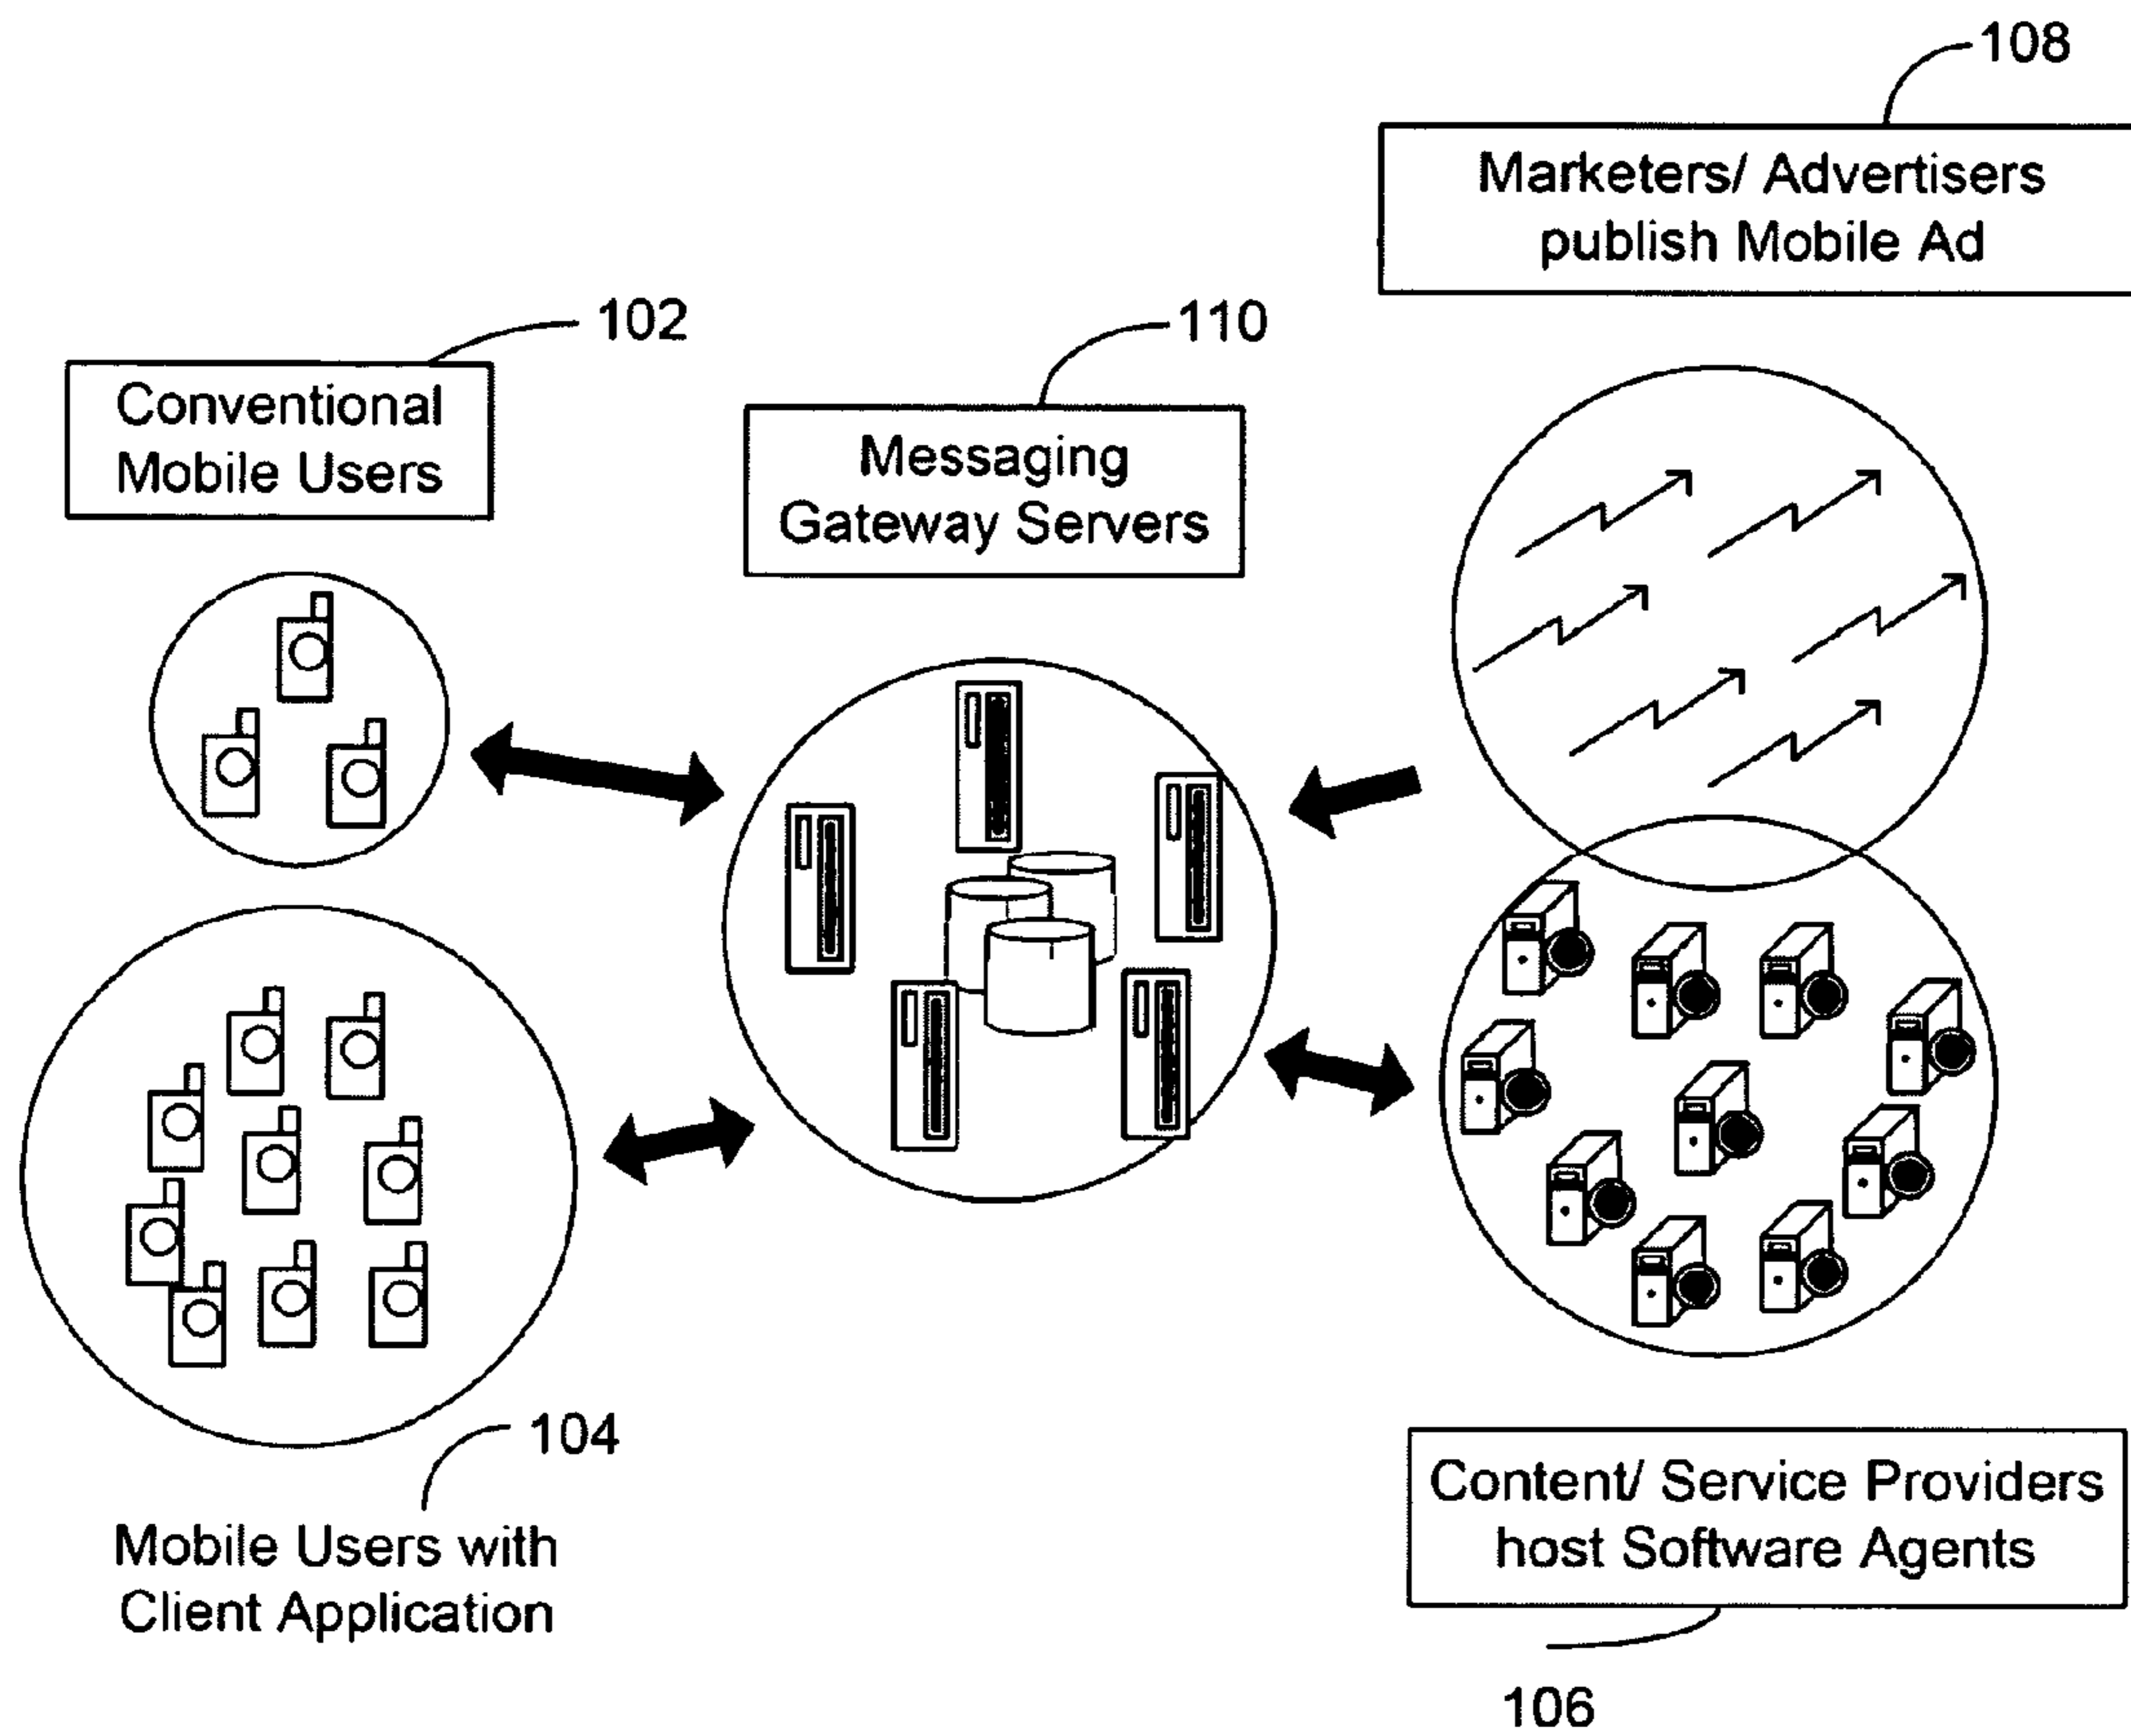 108
Marketers/ Advertisers
publish Mobile Ad
102
110
Conventional
Mobile Users
Messaging
Gateway Servers
104
Mobile Users with
Client Application
Content/ Service Providers
host Software Agents
106